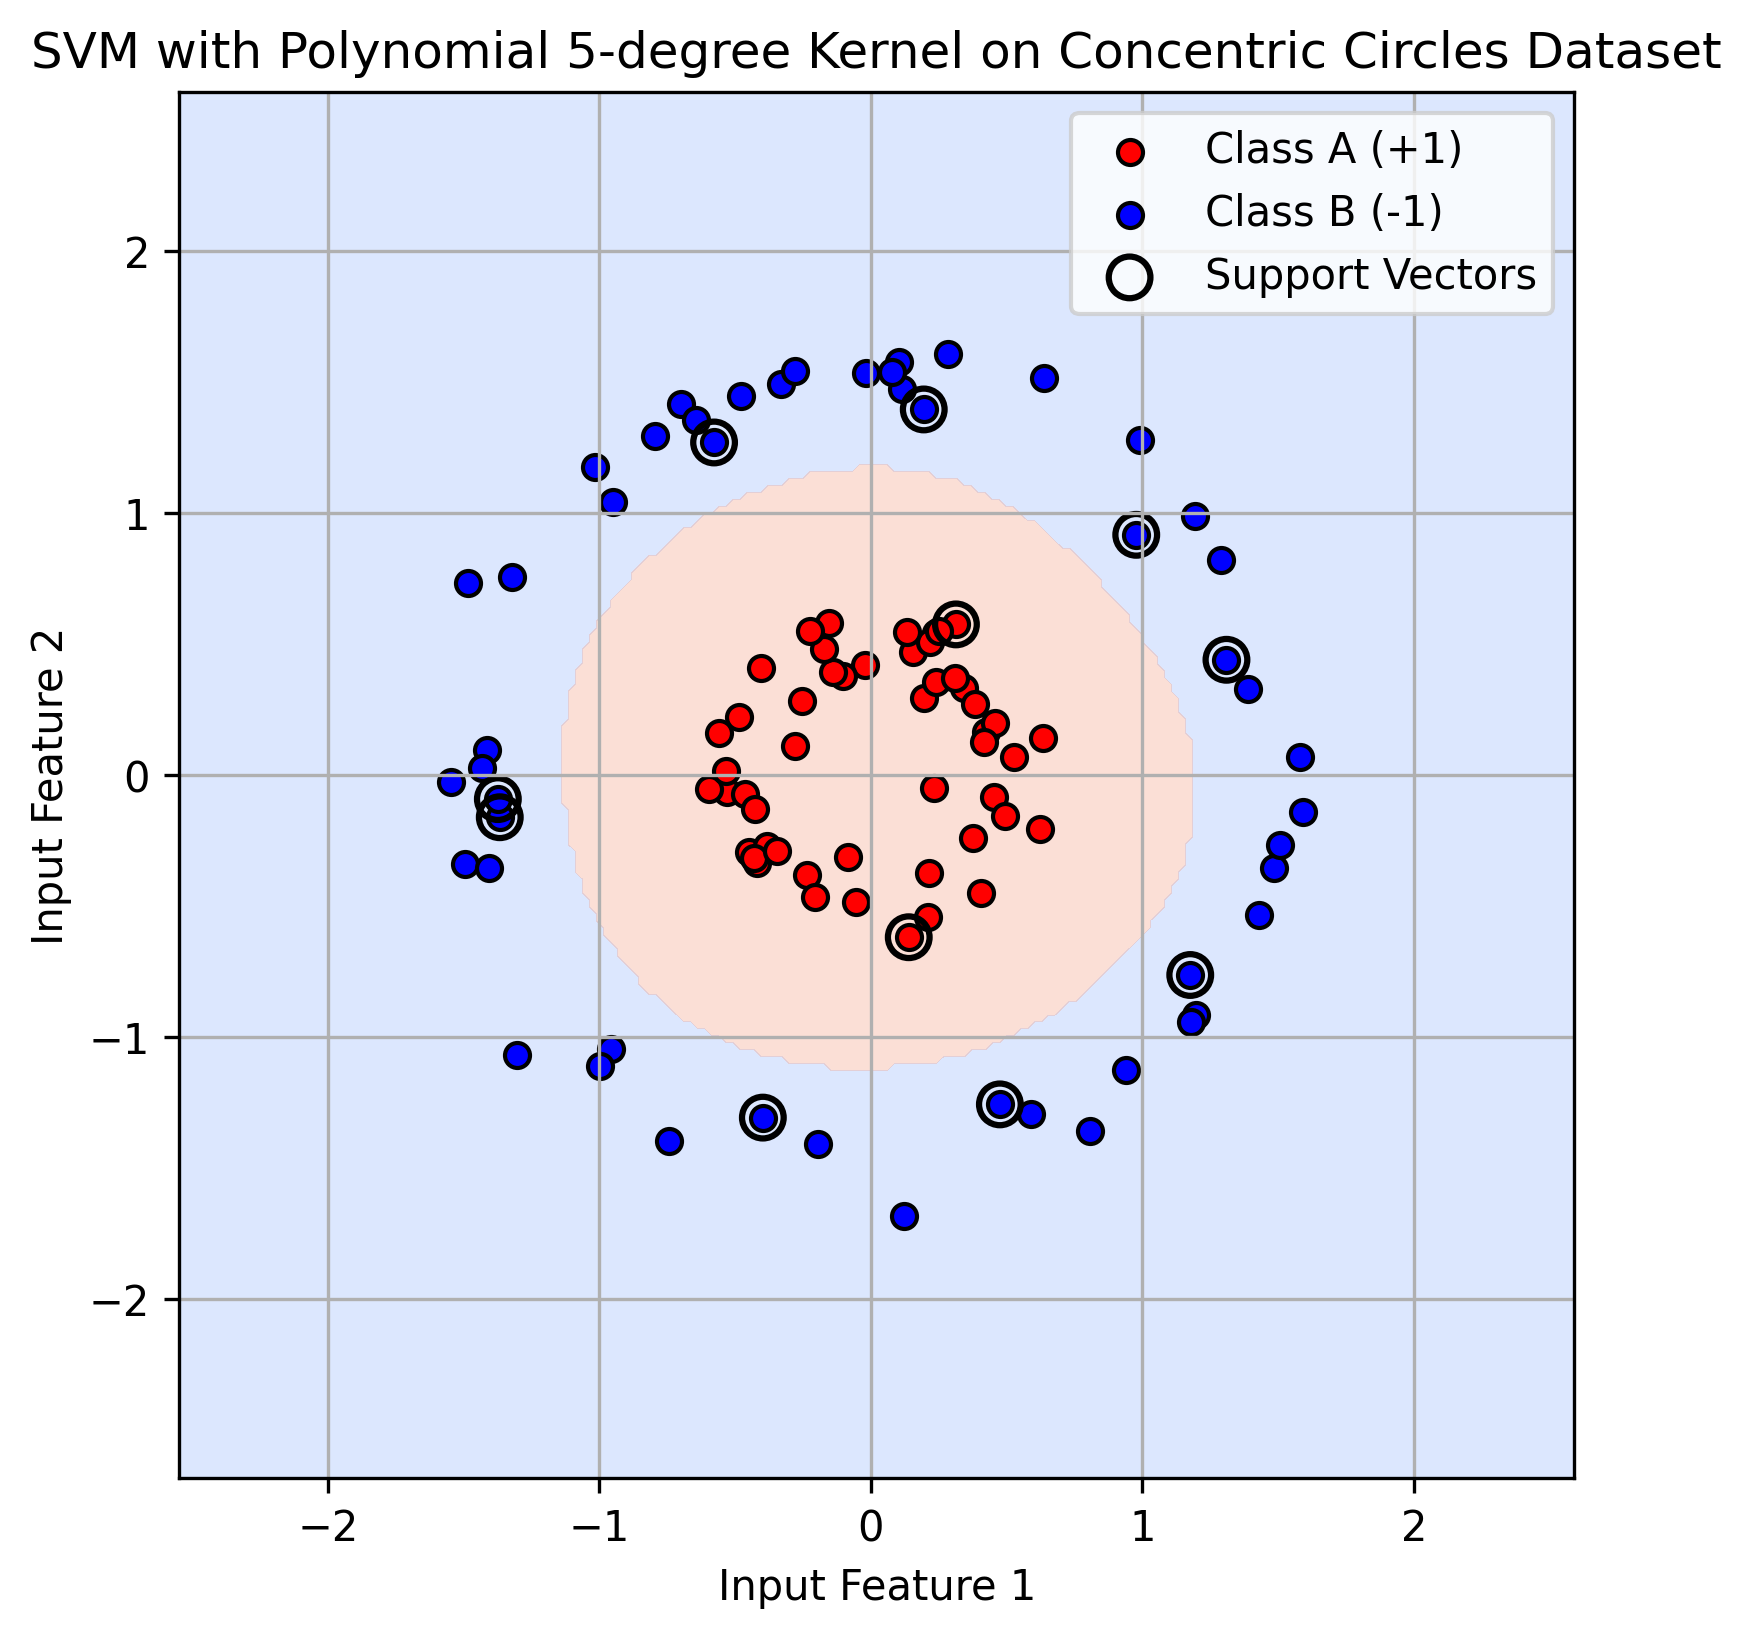 SVM with Polynomial 5-degree Kernel on Concentric Circles Dataset
Class A (+1)
Class B (-1)
Support Vectors
Input Feature 2
2
1
0
−1
−2
−2
−1
0
1
2
Input Feature 1